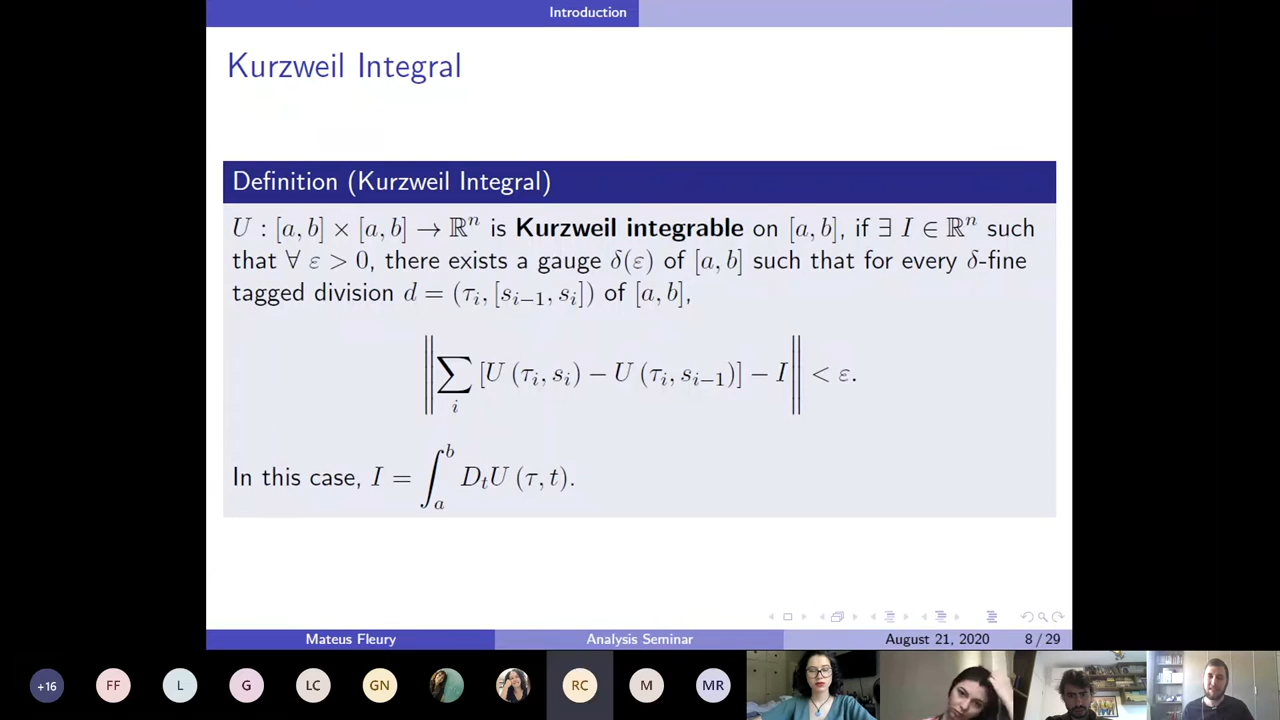 Introduction
Kurzweil Integral
Definition (Kurzweil Integral)
U : [a, b] × [a, b] → ℝⁿ is Kurzweil integrable on [a, b], if ∃ I ∈ ℝⁿ such
that ∀ ε > 0, there exists a gauge δ(ε) of [a, b] such that for every δ-fine
tagged division d = (τᵢ, [sᵢ₋₁, sᵢ]) of [a, b],
‖∑ᵢ [U (τᵢ, sᵢ) − U (τᵢ, sᵢ₋₁)] − I‖ < ε.
In this case, I = ∫ₐᵇ DₜU (τ, t).
Mateus Fleury Analysis Seminar August 21, 2020 8 / 29
+16 FF L G LC GN RC M MR